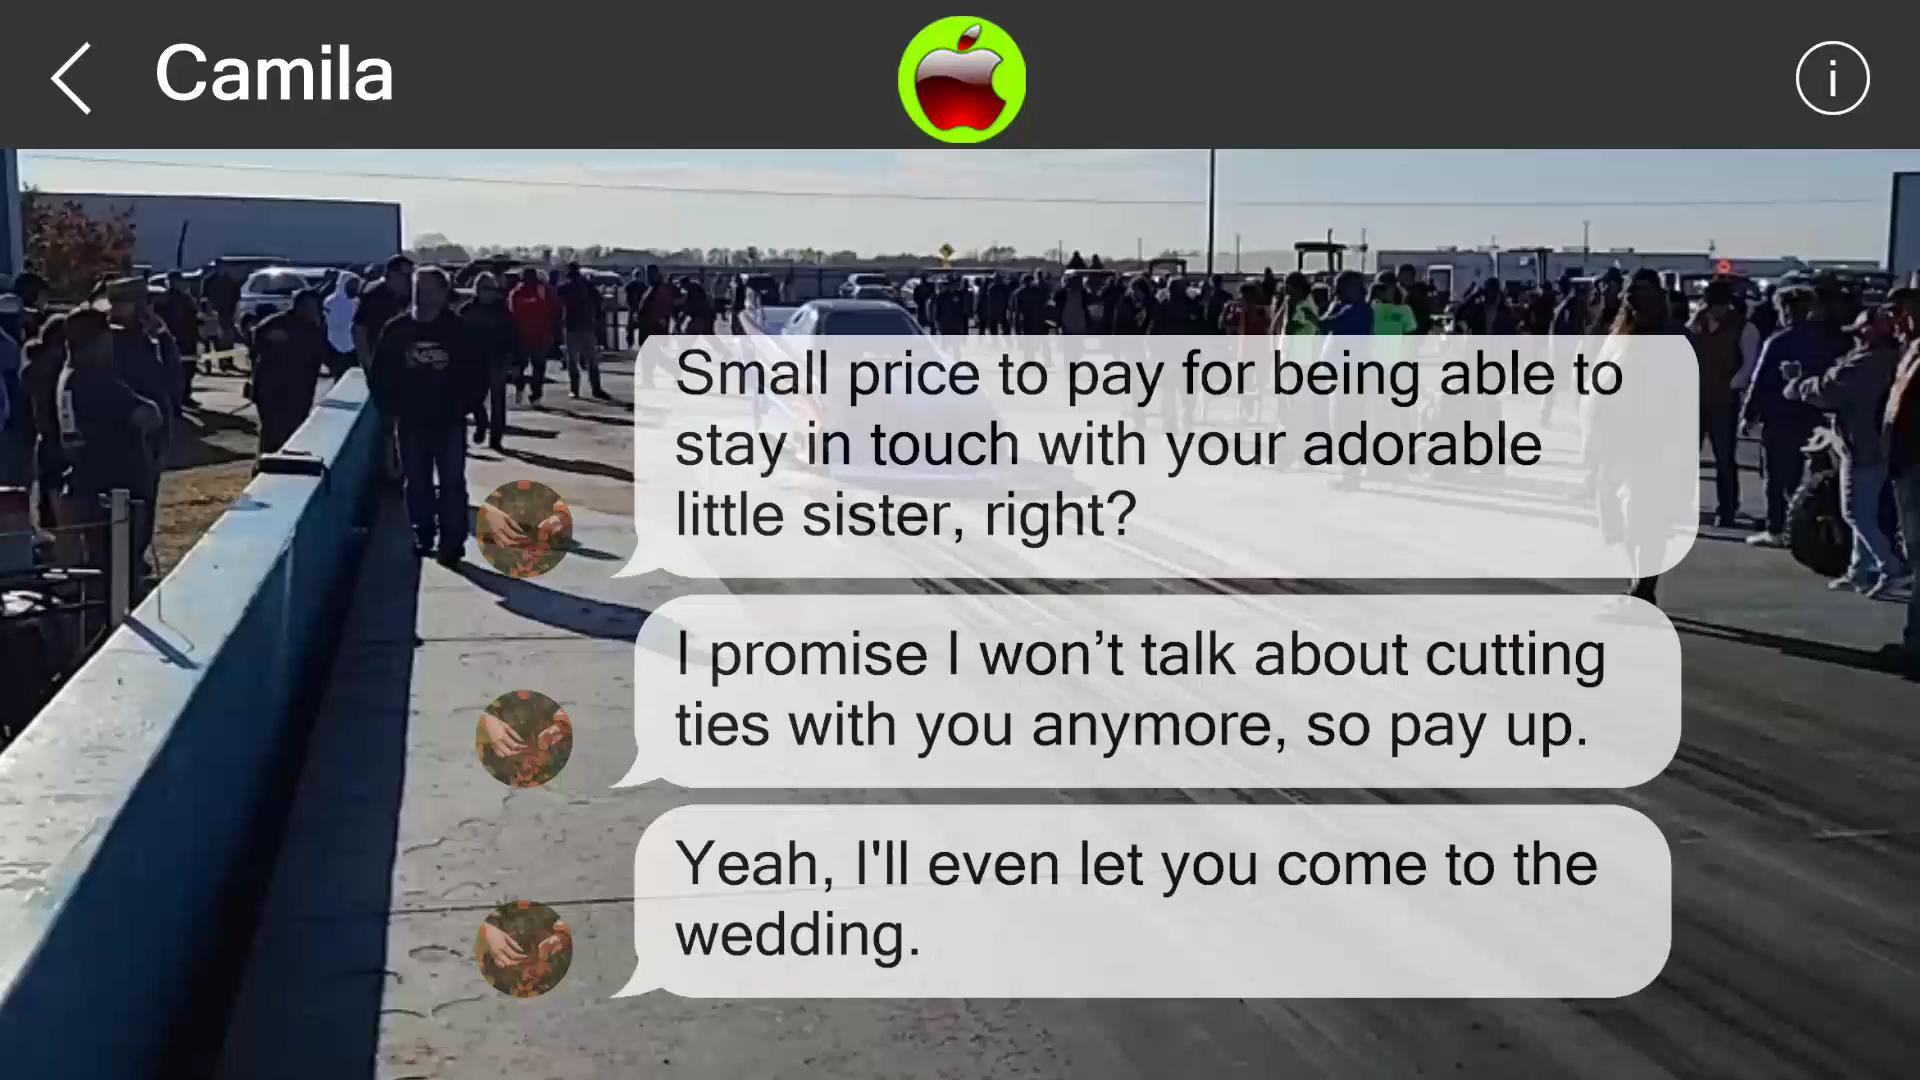 Camila
i
Small price to pay for being able to
stay in touch with your adorable
little sister, right?
I promise I won’t talk about cutting
ties with you anymore, so pay up.
Yeah, I'll even let you come to the
wedding.